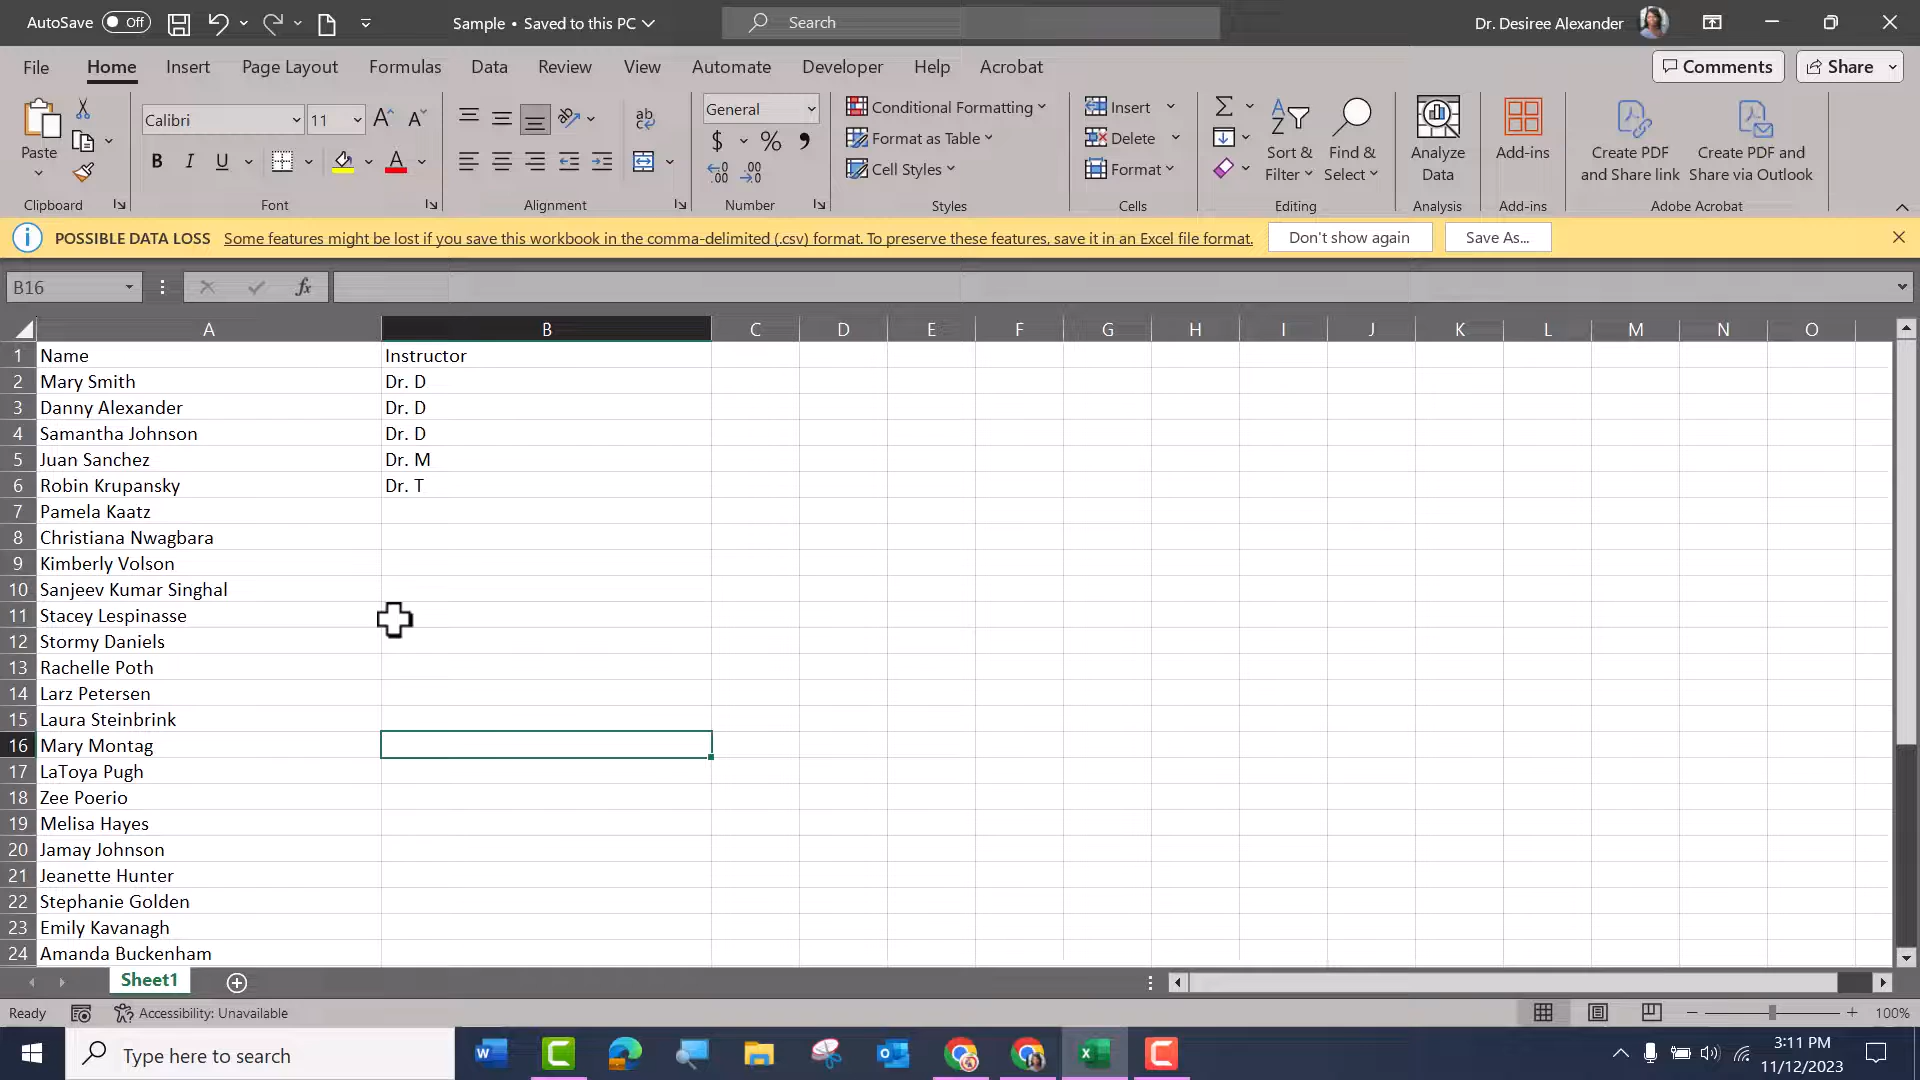 AutoSave Off Sample • Saved to this PC Search Dr. Desiree Alexander
File Home Insert Page Layout Formulas Data Review View Automate Developer Help Acrobat Comments Share
Paste Calibri 11 General Conditional Formatting Format as Table Cell Styles Insert Delete Format Sort & Filter Find & Select Analyze Data Add-ins Create PDF and Share link Create PDF and Share via Outlook
Clipboard Font Alignment Number Styles Cells Editing Analysis Add-ins Adobe Acrobat
POSSIBLE DATA LOSS Some features might be lost if you save this workbook in the comma-delimited (.csv) format. To preserve these features, save it in an Excel file format. Don't show again Save As...
B16 fx
A B C D E F G H I J K L M N O
1 Name Instructor
2 Mary Smith Dr. D
3 Danny Alexander Dr. D
4 Samantha Johnson Dr. D
5 Juan Sanchez Dr. M
6 Robin Krupansky Dr. T
7 Pamela Kaatz
8 Christiana Nwagbara
9 Kimberly Volson
10 Sanjeev Kumar Singhal
11 Stacey Lespinasse
12 Stormy Daniels
13 Rachelle Poth
14 Larz Petersen
15 Laura Steinbrink
16 Mary Montag
17 LaToya Pugh
18 Zee Poerio
19 Melisa Hayes
20 Jamay Johnson
21 Jeanette Hunter
22 Stephanie Golden
23 Emily Kavanagh
24 Amanda Buckenham
Sheet1
Ready Accessibility: Unavailable 100%
Type here to search 3:11 PM
11/12/2023